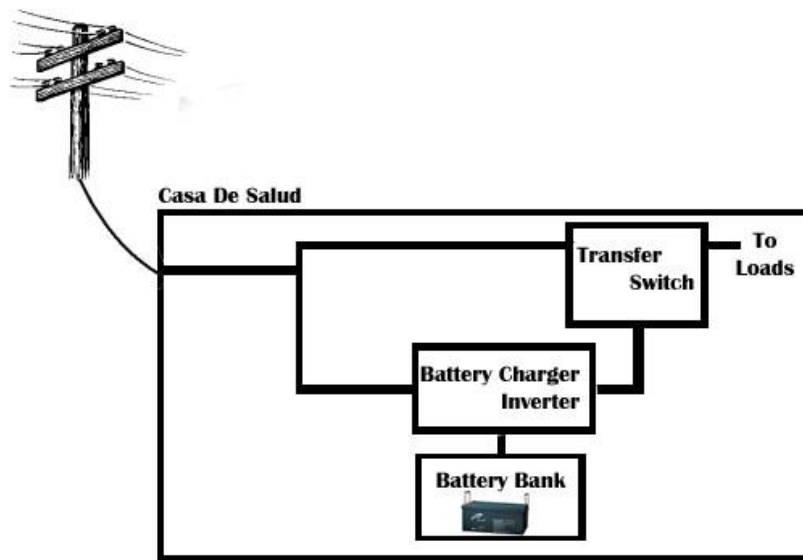 Casa De Salud
Transfer
Switch
To
Loads
Battery Charger
Inverter
Battery Bank